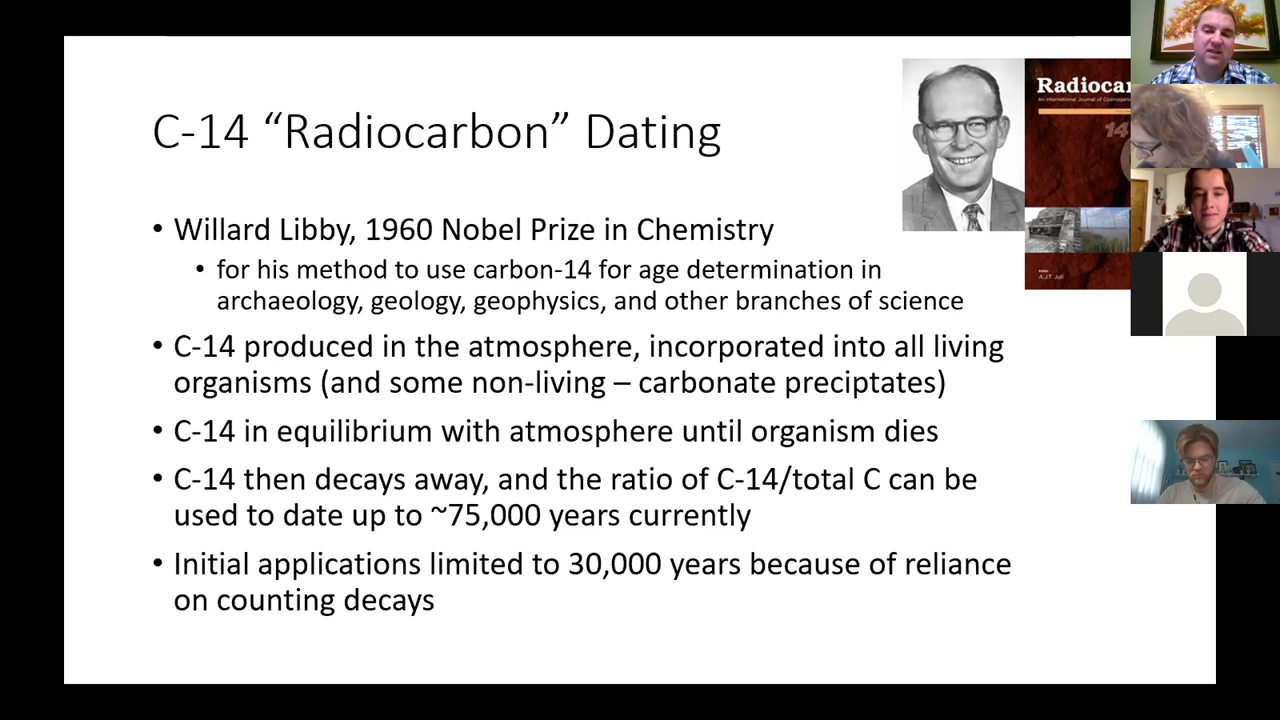 C-14 “Radiocarbon” Dating
Radiocar
14
• Willard Libby, 1960 Nobel Prize in Chemistry
• for his method to use carbon-14 for age determination in
archaeology, geology, geophysics, and other branches of science
• C-14 produced in the atmosphere, incorporated into all living
organisms (and some non-living – carbonate preciptates)
• C-14 in equilibrium with atmosphere until organism dies
• C-14 then decays away, and the ratio of C-14/total C can be
used to date up to ~75,000 years currently
• Initial applications limited to 30,000 years because of reliance
on counting decays